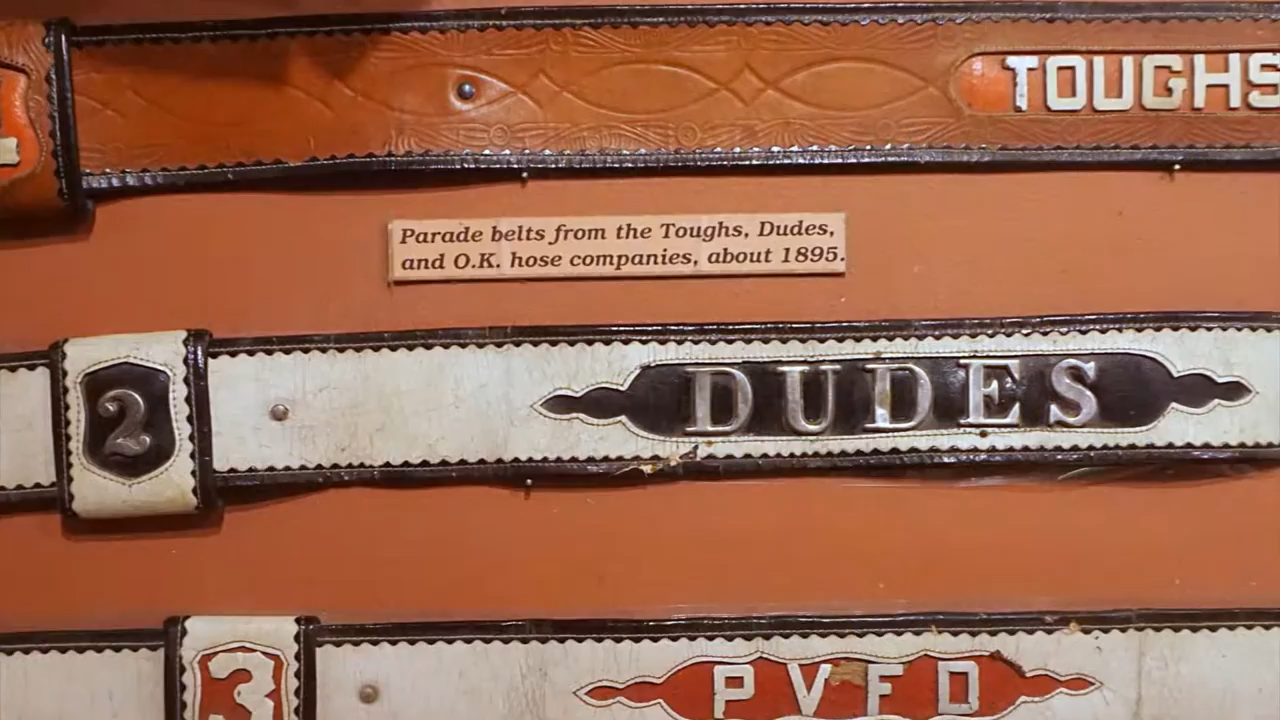 TOUGHS
Parade belts from the Toughs, Dudes,
and O.K. hose companies, about 1895.
2
DUDES
3
PVFD